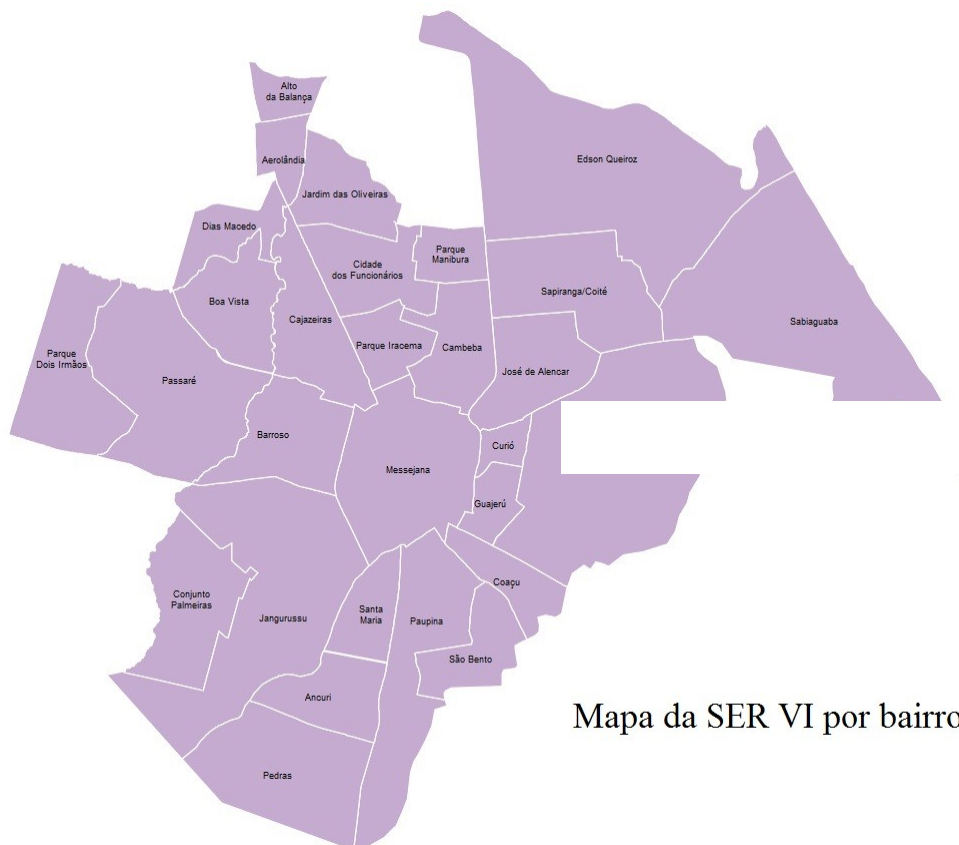 Alto
da Balança
Aerolândia
Edson Queiroz
Jardim das Oliveiras
Dias Macedo
Parque
Manibura
Cidade
dos Funcionários
Sapiranga/Coité
Boa Vista
Cajazeiras
Sabiaguaba
Parque Iracema
Cambeba
Parque
Dois Irmãos
José de Alencar
Passaré
Barroso
Curió
Messejana
Guajerú
Coaçu
Conjunto
Palmeiras
Santa
Maria
Jangurussu
Paupina
São Bento
Ancuri
Mapa da SER VI por bairro
Pedras